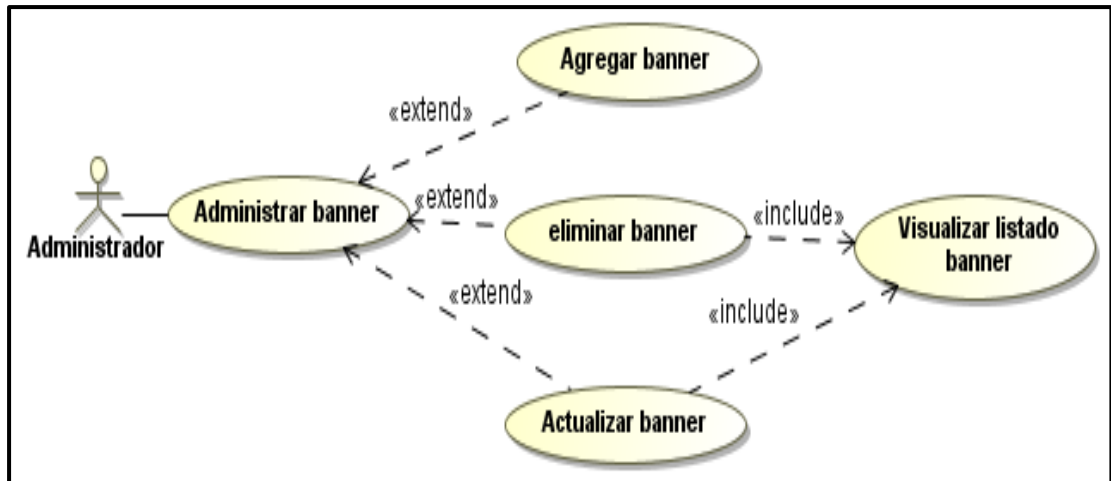 Agregar banner
«extend»
Administrar banner
«extend»
eliminar banner
«include»
Visualizar listado
banner
Administrador
«extend»
«include»
Actualizar banner